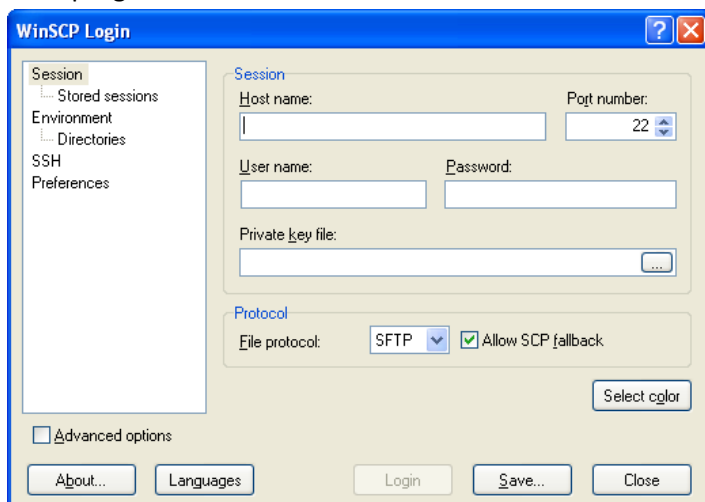 WinSCP Login
Session
Stored sessions
Environment
Directories
SSH
Preferences
Session
Host name:
Port number:
22
User name:
Password:
Private key file:
...
Protocol
File protocol:
SFTP
Allow SCP fallback
Select color
Advanced options
About...
Languages
Login
Save...
Close